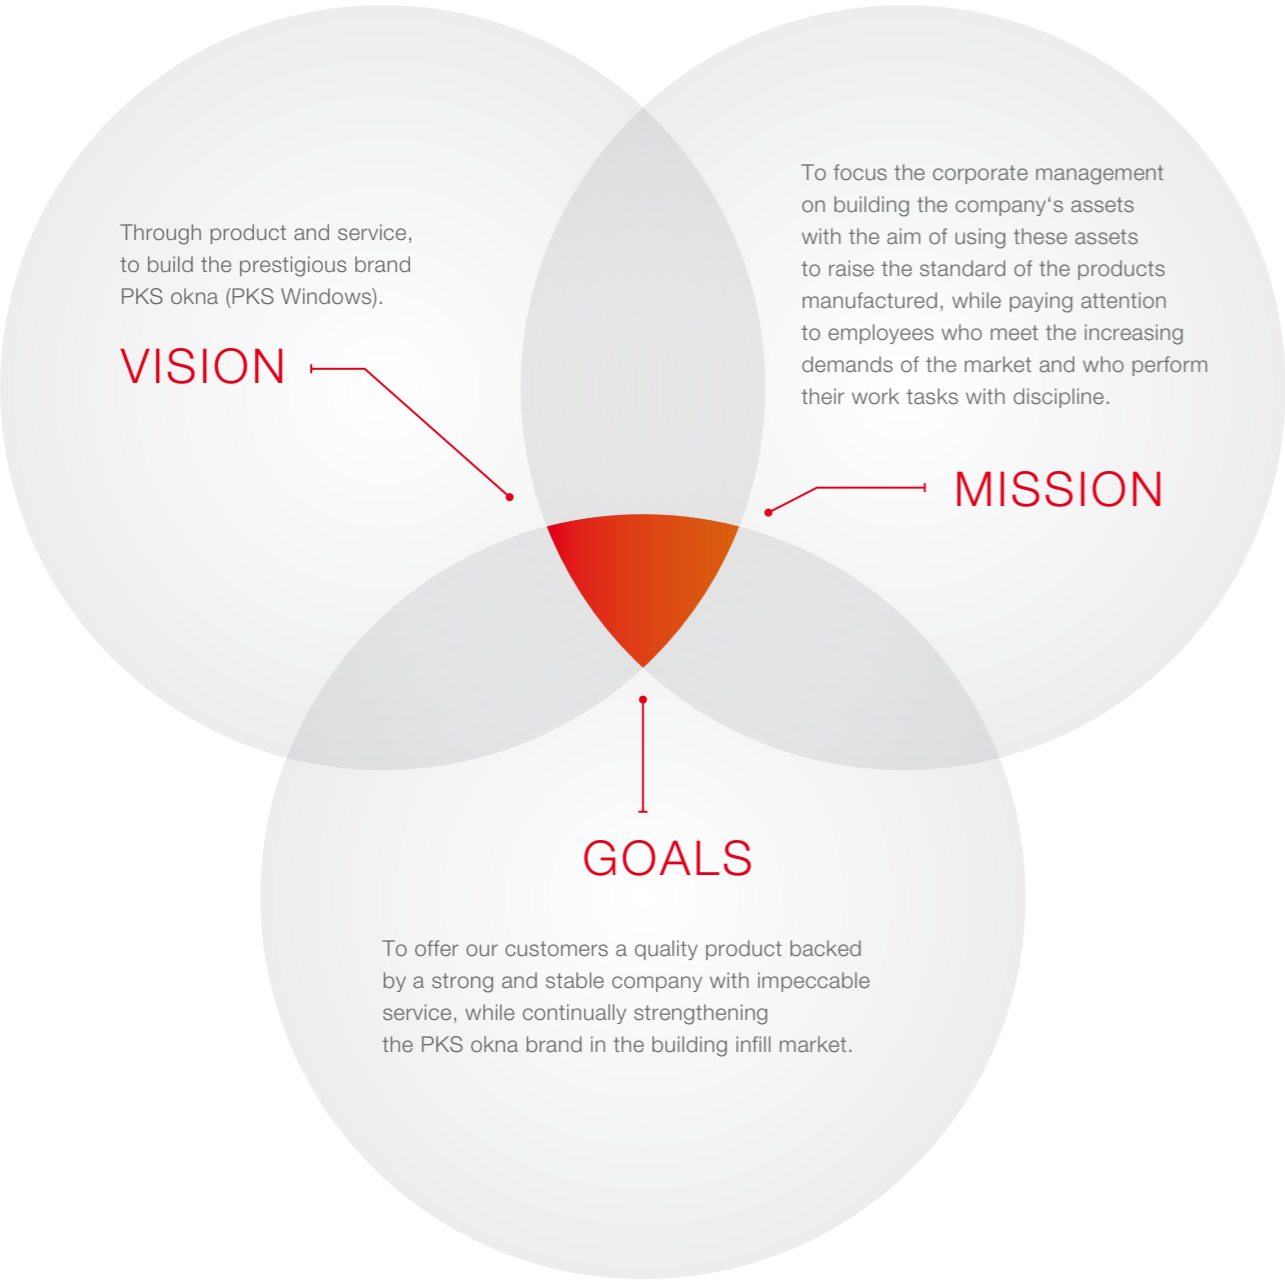 Through product and service,
to build the prestigious brand
PKS okna (PKS Windows).
VISION
To focus the corporate management
on building the company‘s assets
with the aim of using these assets
to raise the standard of the products
manufactured, while paying attention
to employees who meet the increasing
demands of the market and who perform
their work tasks with discipline.
MISSION
GOALS
To offer our customers a quality product backed
by a strong and stable company with impeccable
service, while continually strengthening
the PKS okna brand in the building infill market.